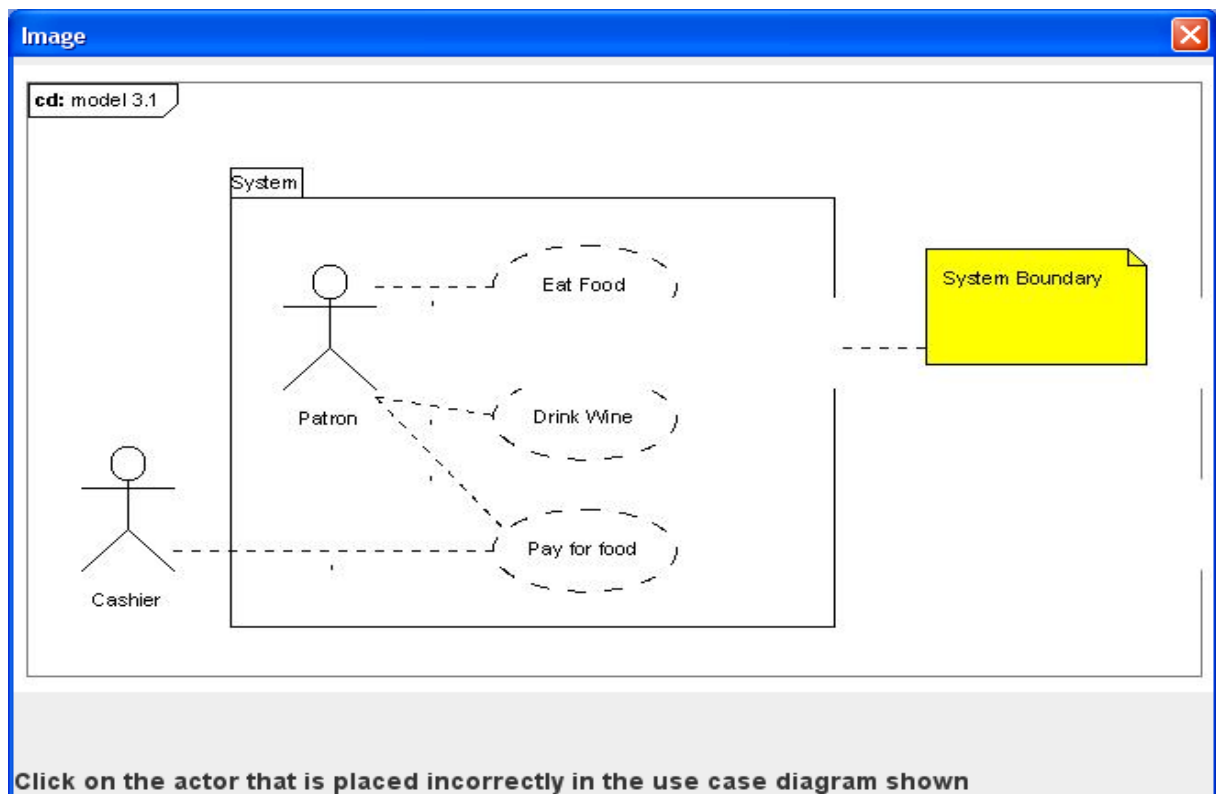 Image
cd: model 3.1
System
Eat Food
System Boundary
Patron
Drink Wine
Pay for food
Cashier
Click on the actor that is placed incorrectly in the use case diagram shown